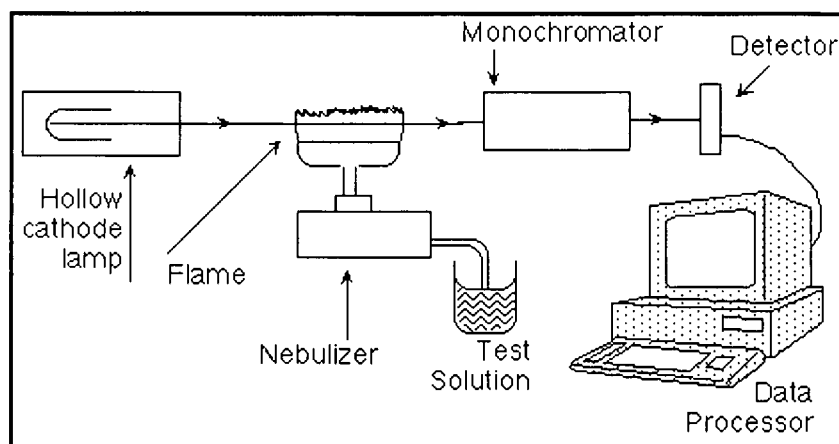 Monochromator
Detector
Hollow
cathode
lamp
Flame
Nebulizer
Test
Solution
Data
Processor